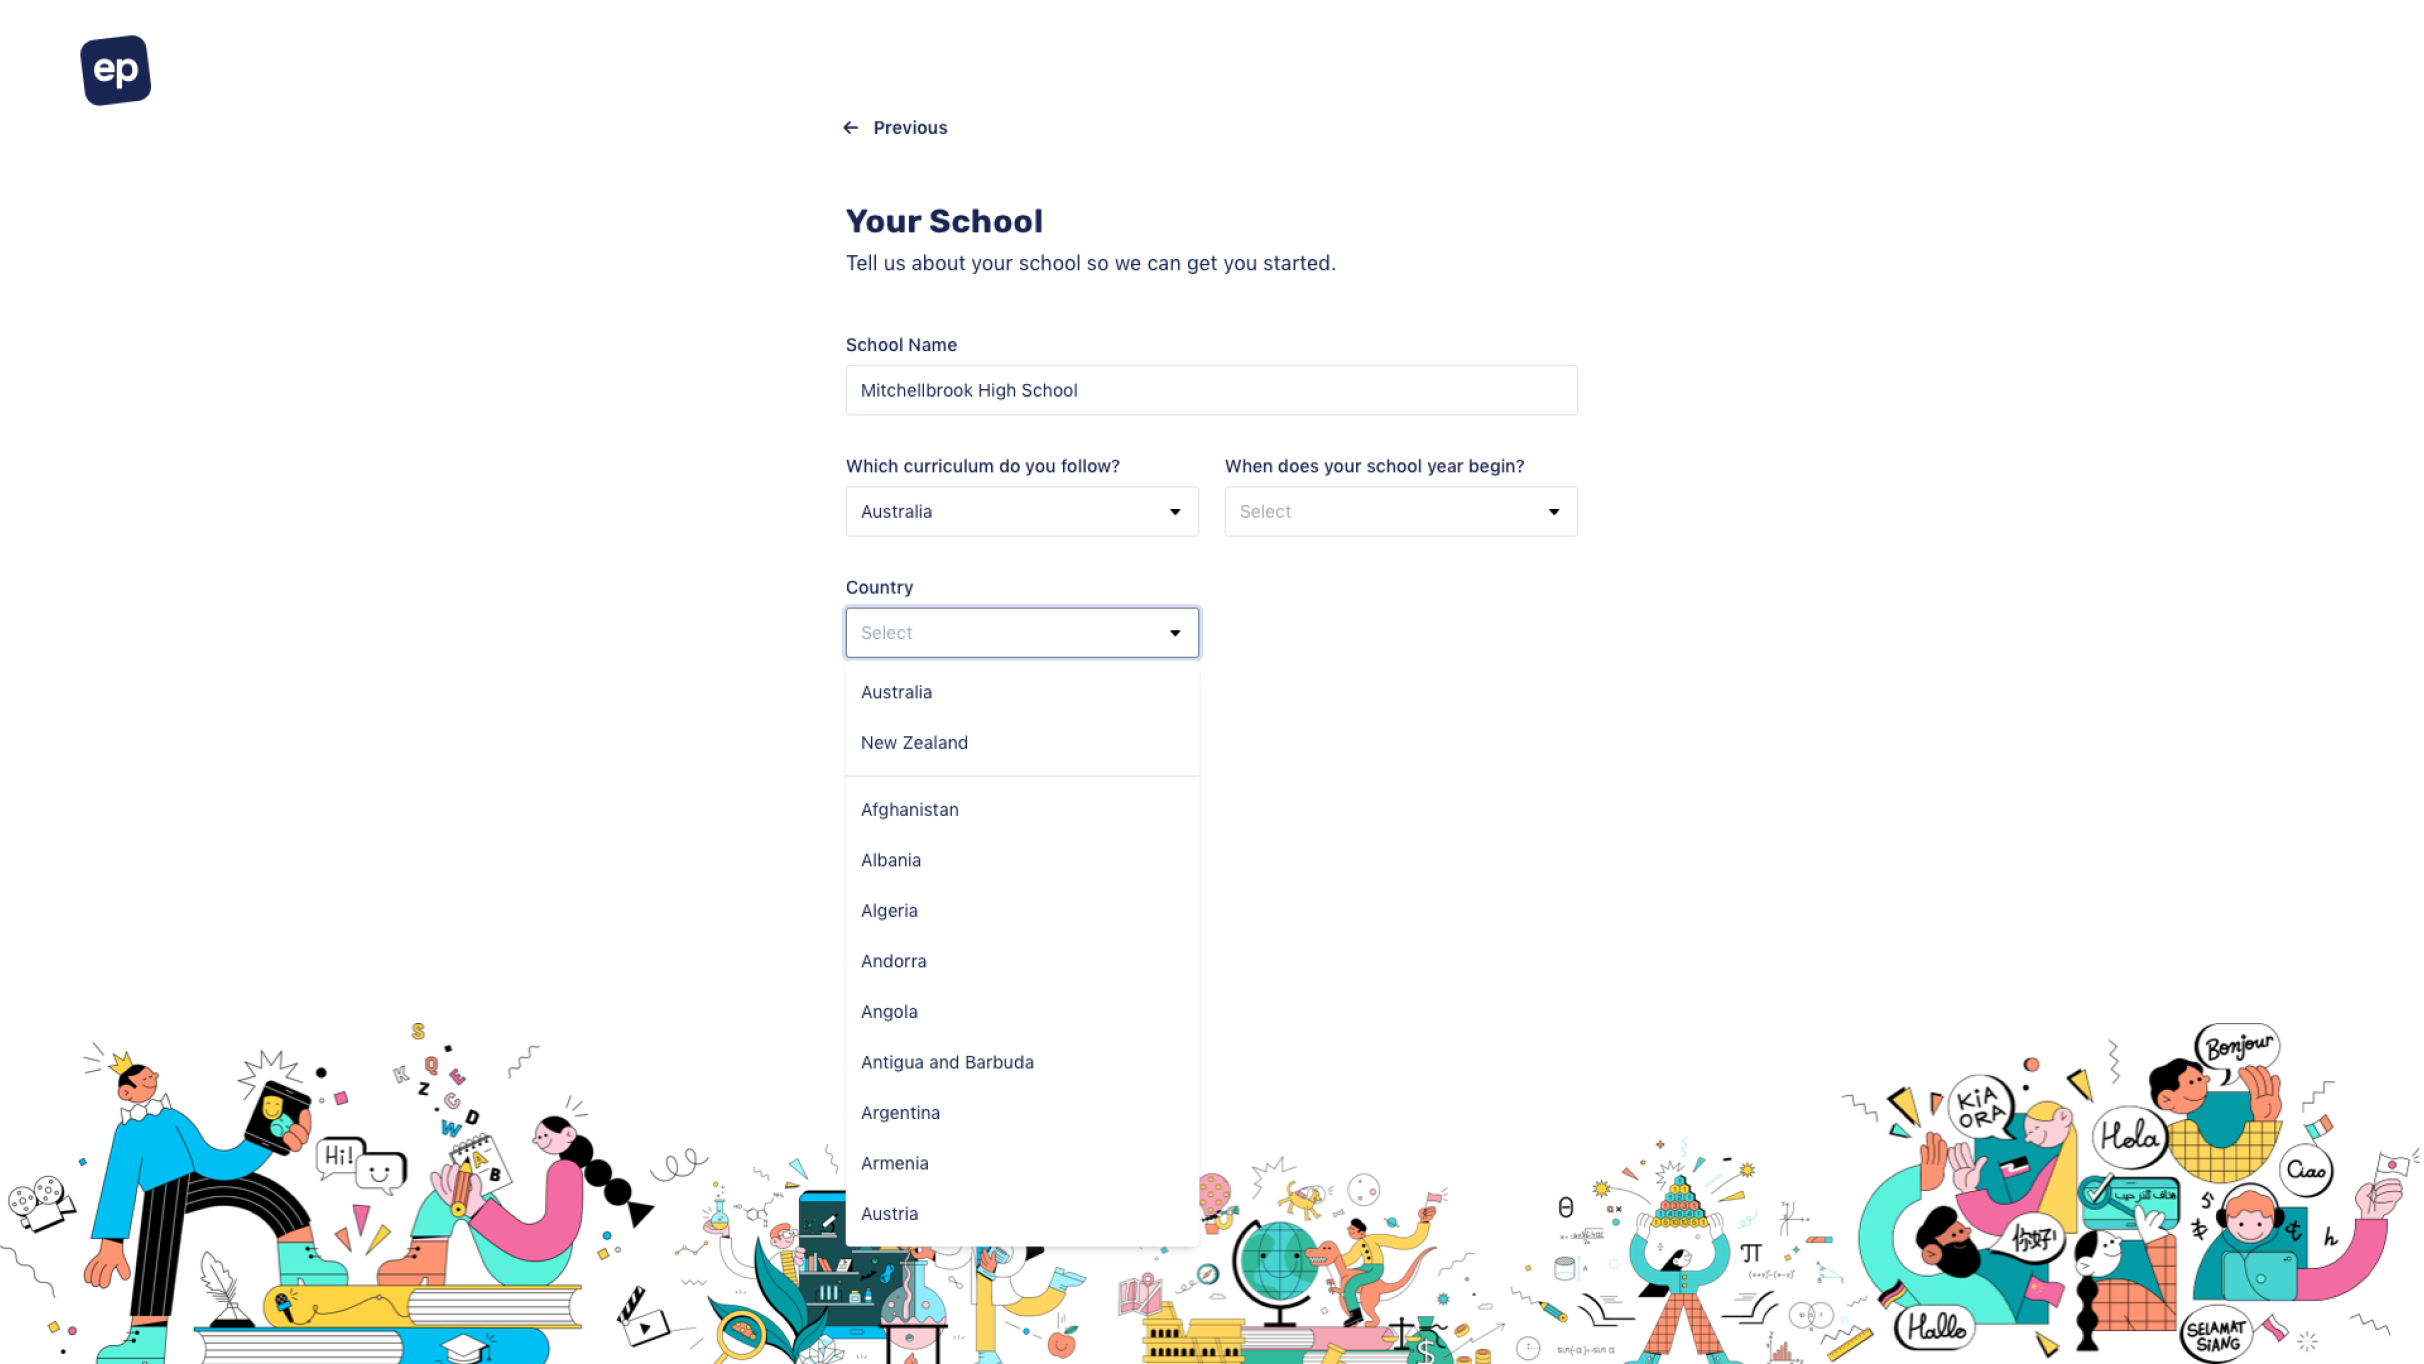 ep
Previous
Your School
Tell us about your school so we can get you started.
School Name
Mitchellbrook High School
Which curriculum do you follow?
When does your school year begin?
Australia
Select
Country
Select
Australia
New Zealand
Afghanistan
Albania
Algeria
Andorra
Angola
Antigua and Barbuda
Argentina
Armenia
Austria
S
K
Q
E
Z
C
D
W
A
B
Hi!
Bonjour
KiA
ORA
Hola
Ciao
你好!
Hallo
SELAMAT
SiANG
θ
π
h
$